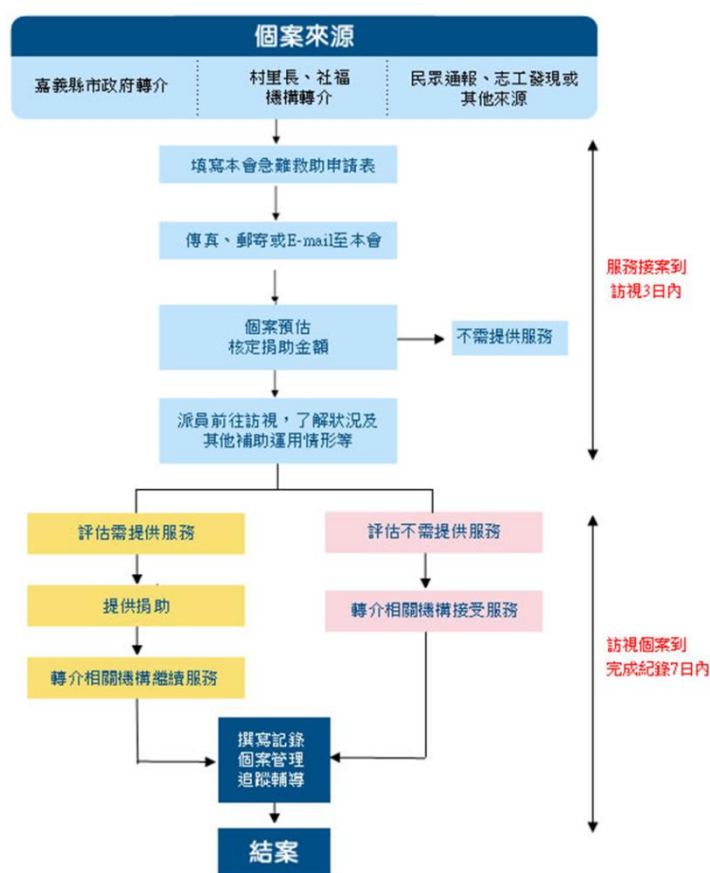 個案來源
嘉義縣市政府轉介
村里長、社福
機構轉介
民眾通報、志工發現或
其他來源
填寫本會急難救助申請表
傳真、郵寄或E-mail至本會
個案預估
核定捐助金額
不需提供服務
派員前往訪視，了解狀況及
其他補助運用情形等
服務接案到
訪視3日內
評估需提供服務
評估不需提供服務
提供捐助
轉介相關機構接受服務
轉介相關機構繼續服務
訪視個案到
完成紀錄7日內
撰寫記錄
個案管理
追蹤輔導
結案